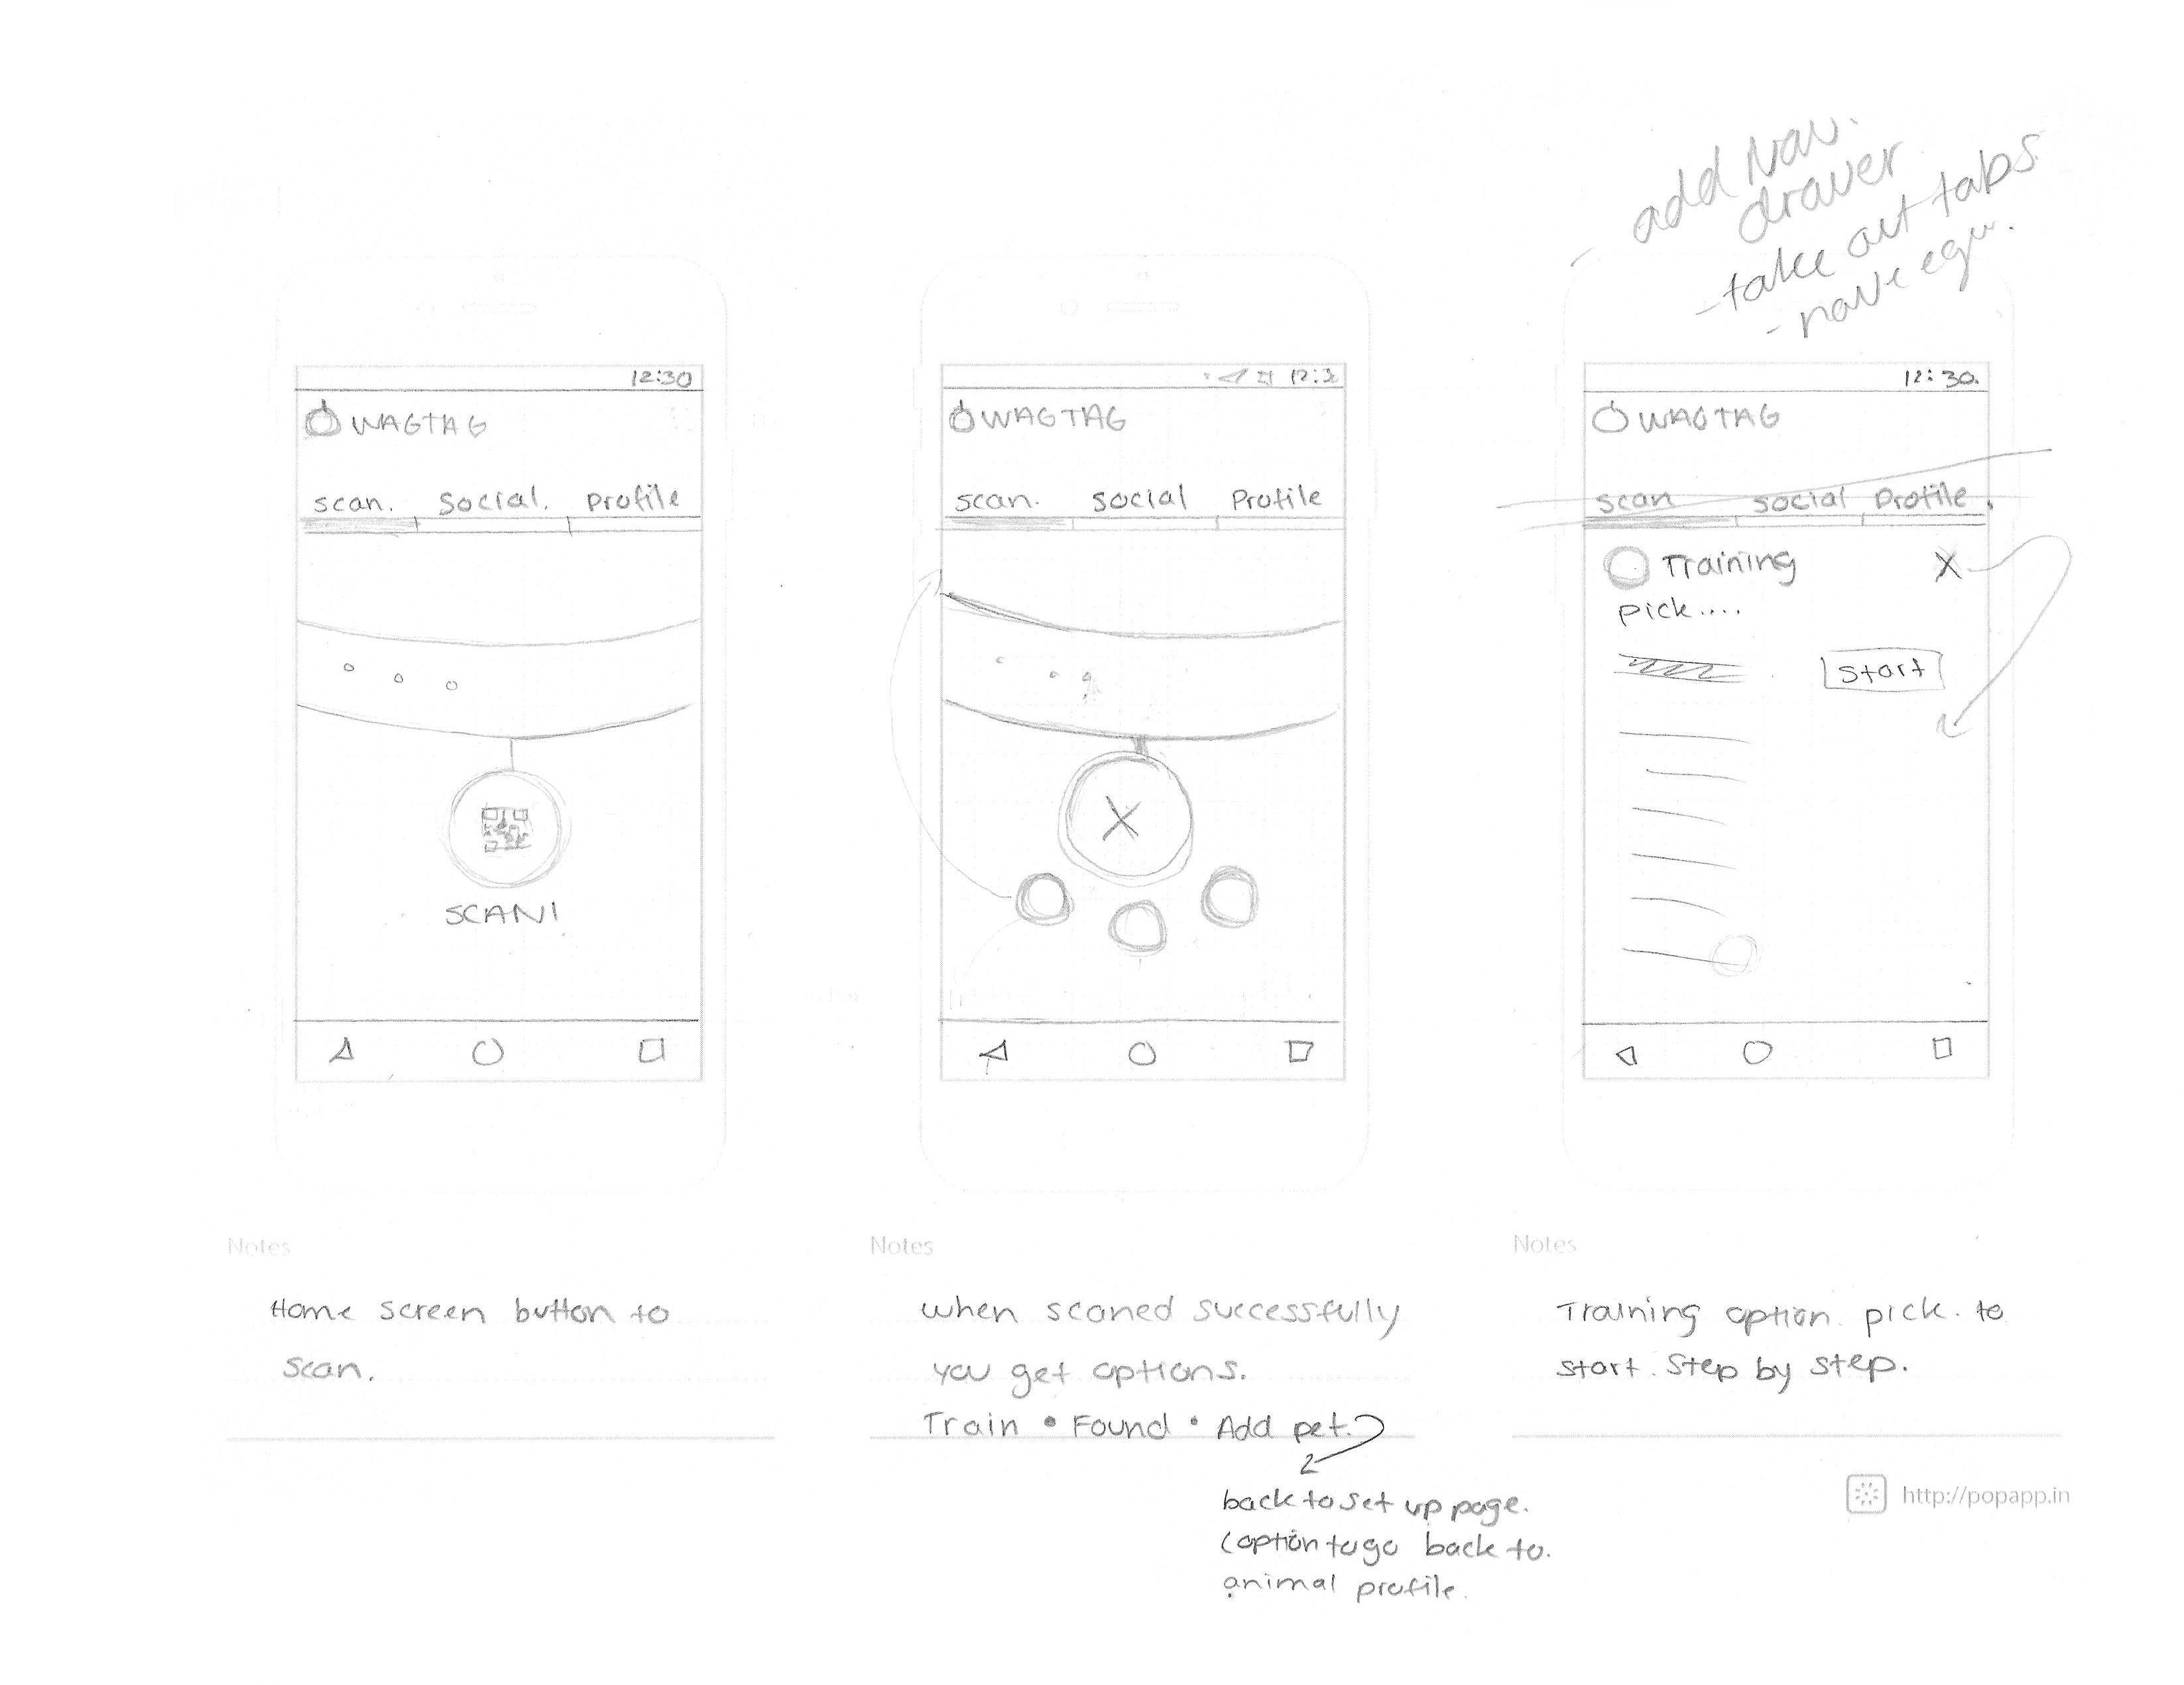 add Nav.
drawer
- take out tabs
-
12:30
WAGTAG
scan. social. profile
SCAN!
12:3
WAGTAG
scan. social Profile
X
12:30.
WAGTAG
scan social Profile.
Training X
pick....
start
Notes
Home screen button to
scan.
Notes
when scaned successfully
you get options.
Train • Found • Add pet.
back to set up page.
(option to go back to.
animal profile.
Notes
Training option. pick. to
start. Step by step.
http://popapp.in